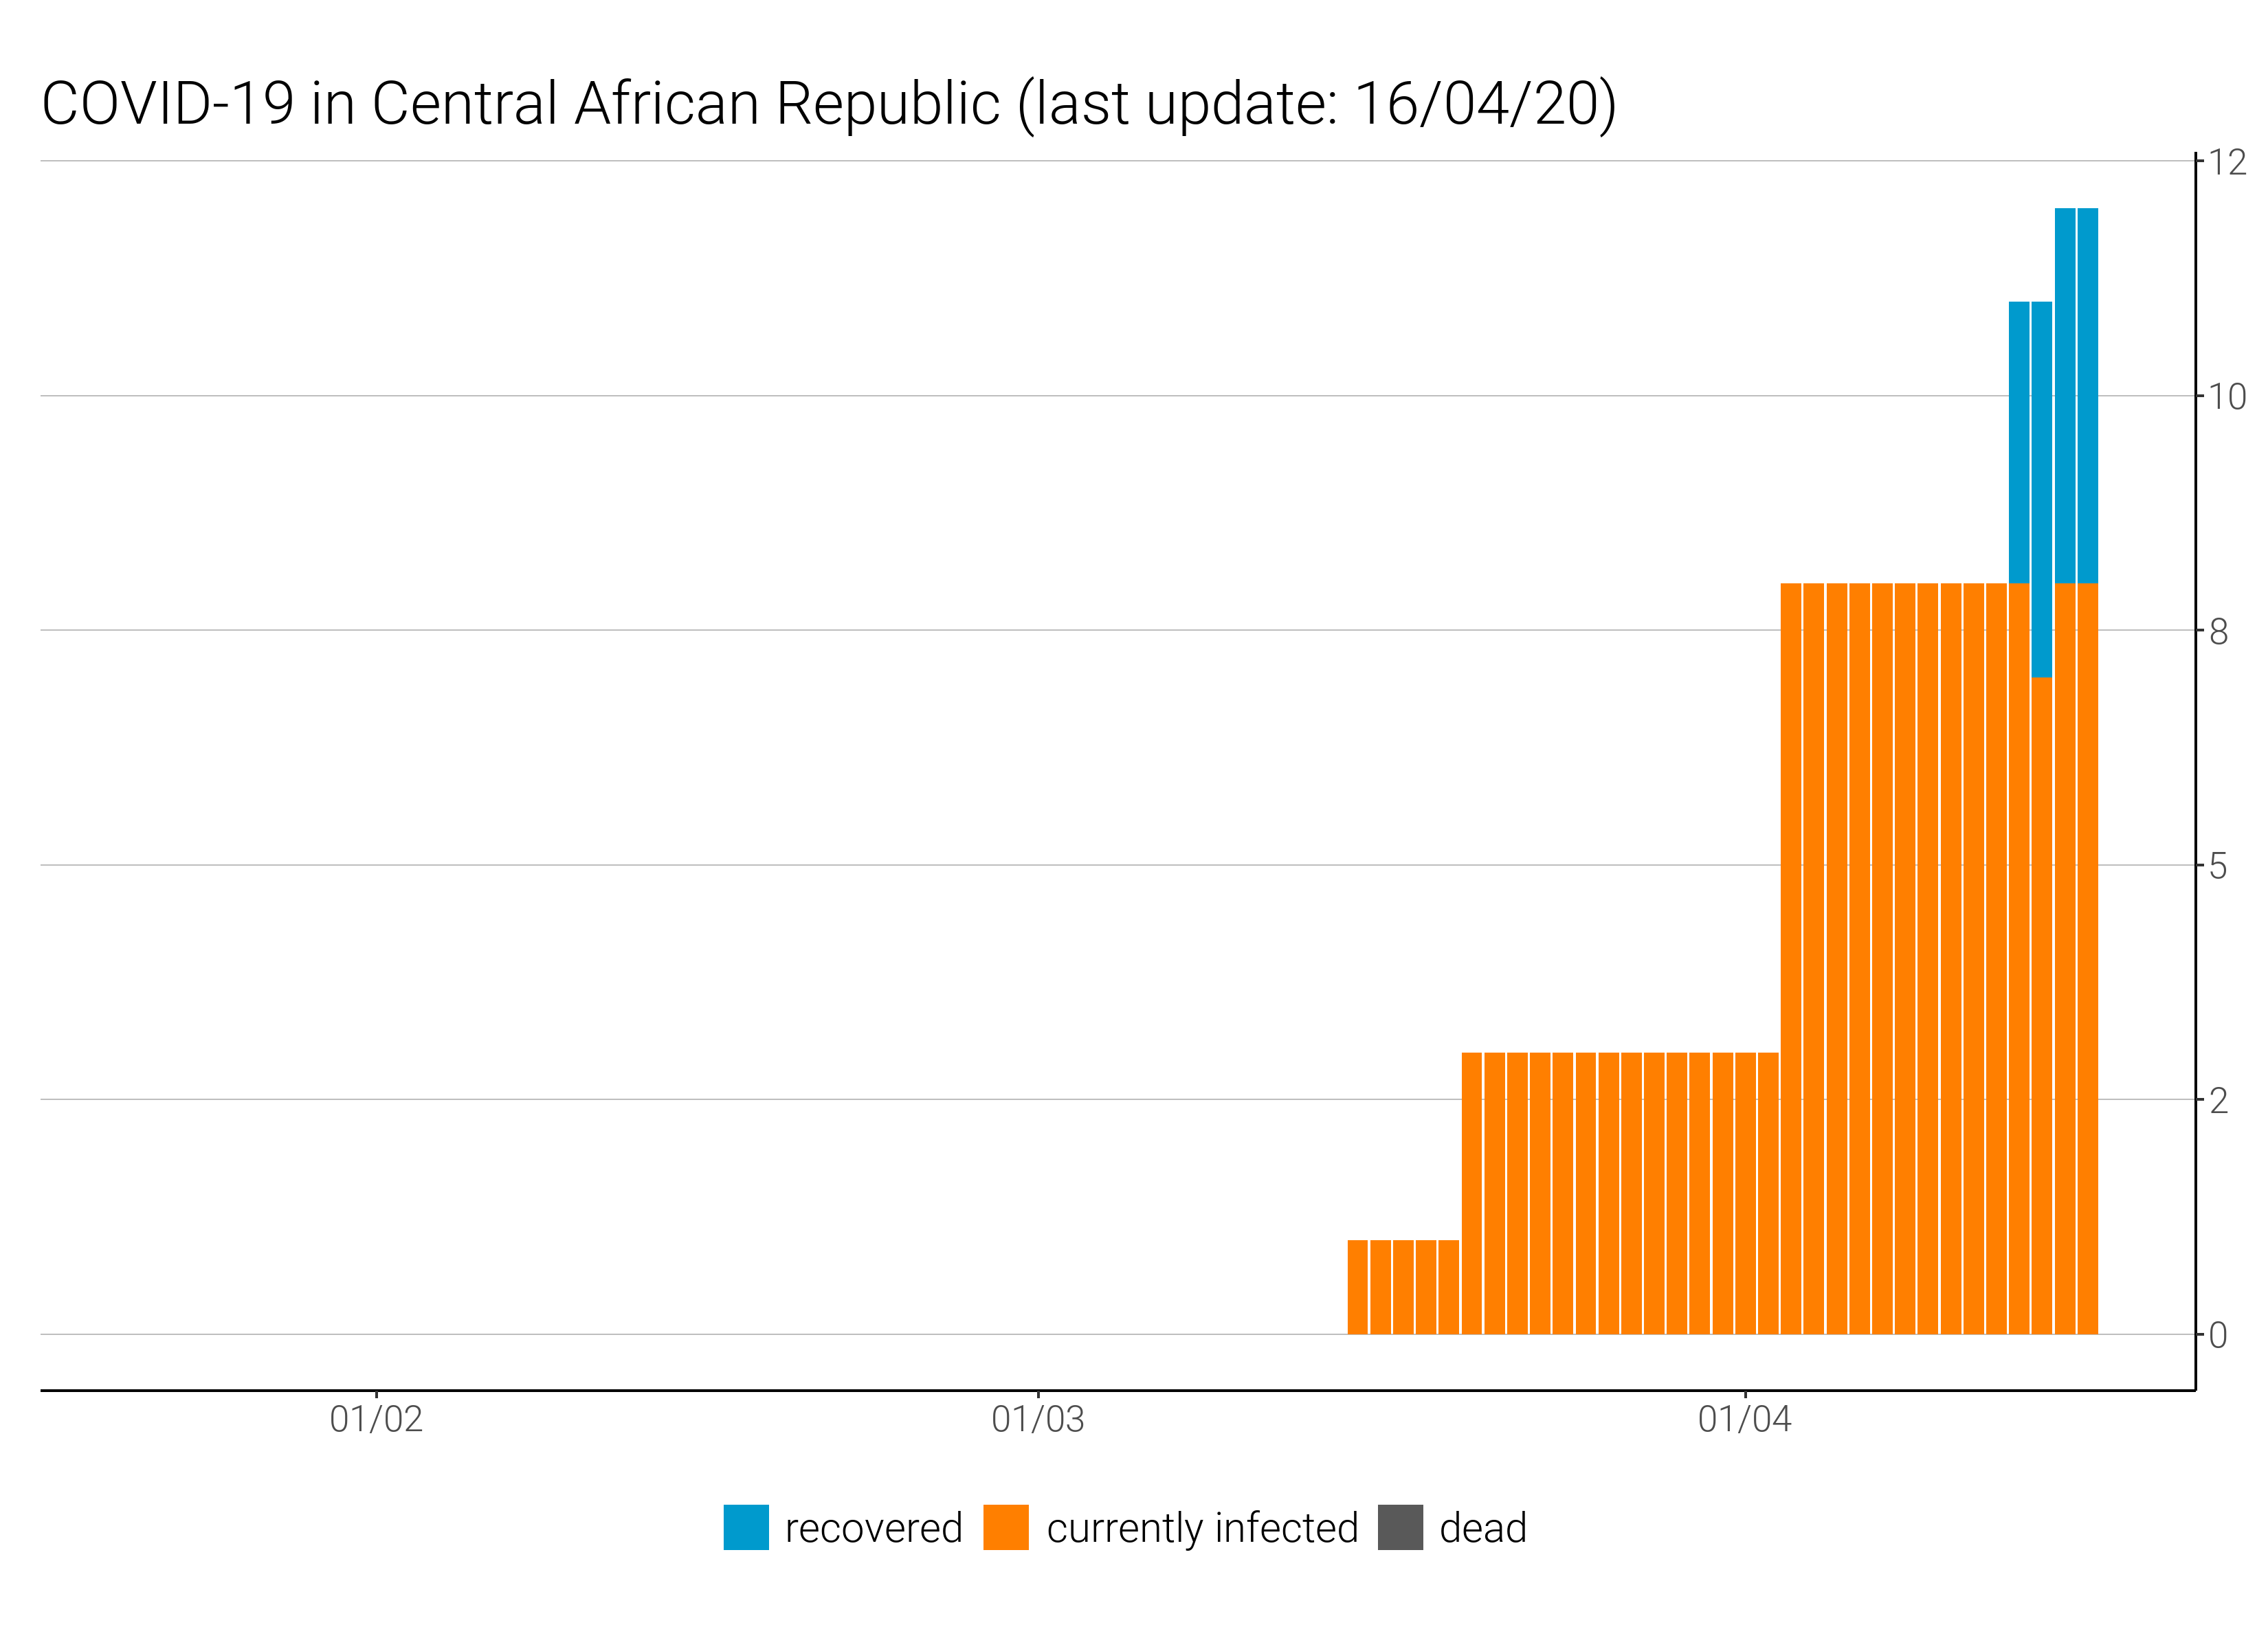 COVID-19 in Central African Republic (last update: 16/04/20)
12
10
8
5
2
0
01/02 01/03 01/04
recovered currently infected dead